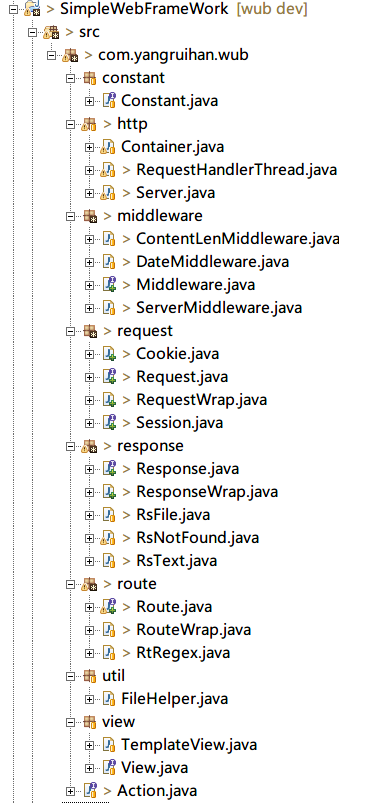 > SimpleWebFrameWork [wub dev]
> src
> com.yangruihan.wub
constant
Constant.java
> http
Container.java
> RequestHandlerThread.java
> Server.java
> middleware
> ContentLenMiddleware.java
> DateMiddleware.java
> Middleware.java
> ServerMiddleware.java
> request
> Cookie.java
> Request.java
> RequestWrap.java
> Session.java
> response
> Response.java
> ResponseWrap.java
> RsFile.java
> RsNotFound.java
> RsText.java
> route
> Route.java
> RouteWrap.java
> RtRegex.java
util
FileHelper.java
view
TemplateView.java
View.java
> Action.java